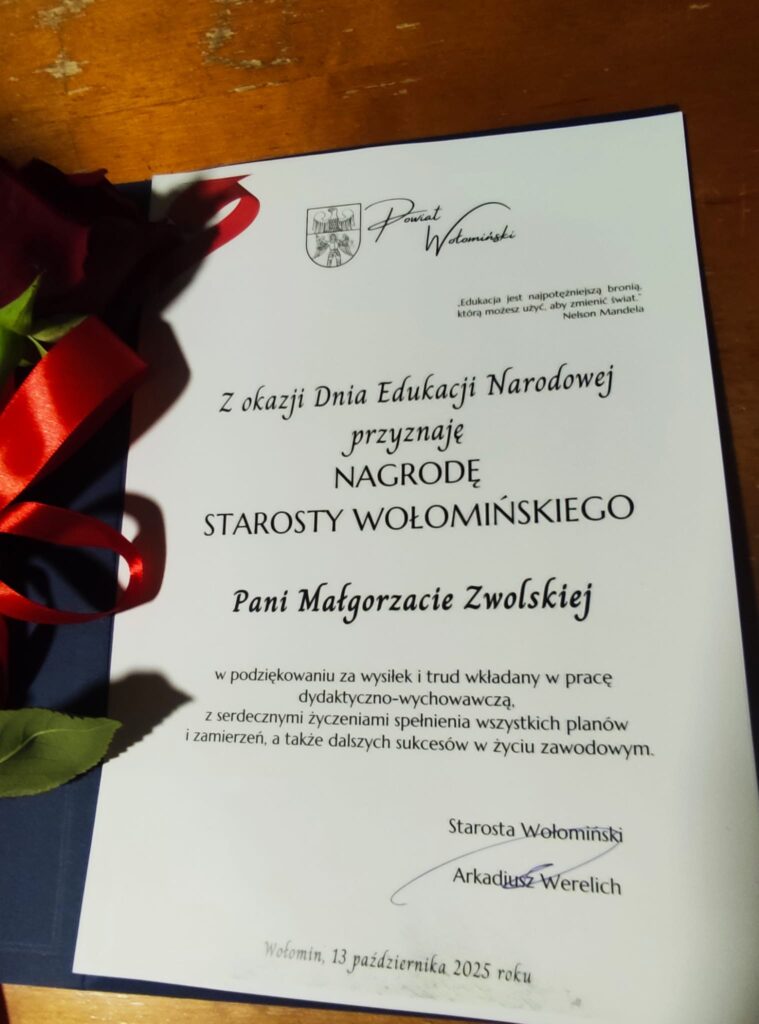 Powiat
Wołomiński
„Edukacja jest najpotężniejszą bronią,
którą możesz użyć, aby zmienić świat."
Nelson Mandela
Z okazji Dnia Edukacji Narodowej
przyznaję
NAGRODĘ
STAROSTY WOŁOMIŃSKIEGO
Pani Małgorzacie Zwolskiej
w podziękowaniu za wysiłek i trud wkładany w pracę
dydaktyczno-wychowawczą,
z serdecznymi życzeniami spełnienia wszystkich planów
i zamierzeń, a także dalszych sukcesów w życiu zawodowym.
Starosta Wołomiński
Arkadiusz Werelich
Wołomin, 13 października 2025 roku